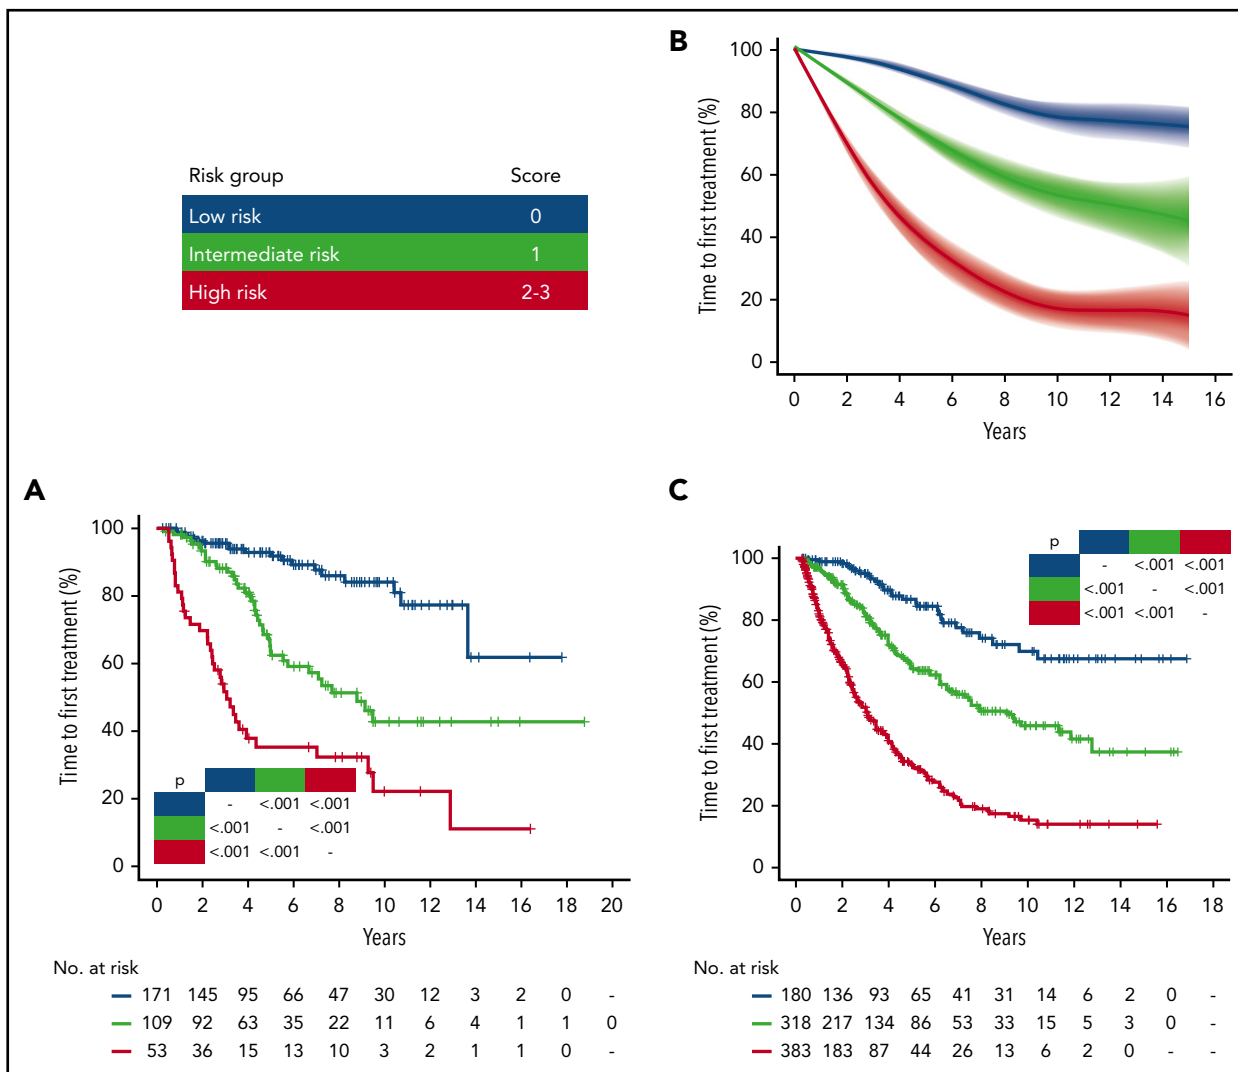 B
Risk group Score
Low risk 0
Intermediate risk 1
High risk 2-3
Time to first treatment (%)
100
80
60
40
20
0
0 2 4 6 8 10 12 14 16
Years
A
Time to first treatment (%)
100
80
60
40
20
0
p
- <.001 <.001
<.001 - <.001
<.001 <.001 -
0 2 4 6 8 10 12 14 16 18 20
Years
No. at risk
171 145 95 66 47 30 12 3 2 0 -
109 92 63 35 22 11 6 4 1 1 0
53 36 15 13 10 3 2 1 1 0 -
C
Time to first treatment (%)
100
80
60
40
20
0
p
- <.001 <.001
<.001 - <.001
<.001 <.001 -
0 2 4 6 8 10 12 14 16 18
Years
No. at risk
180 136 93 65 41 31 14 6 2 0 -
318 217 134 86 53 33 15 5 3 0 -
383 183 87 44 26 13 6 2 0 - -